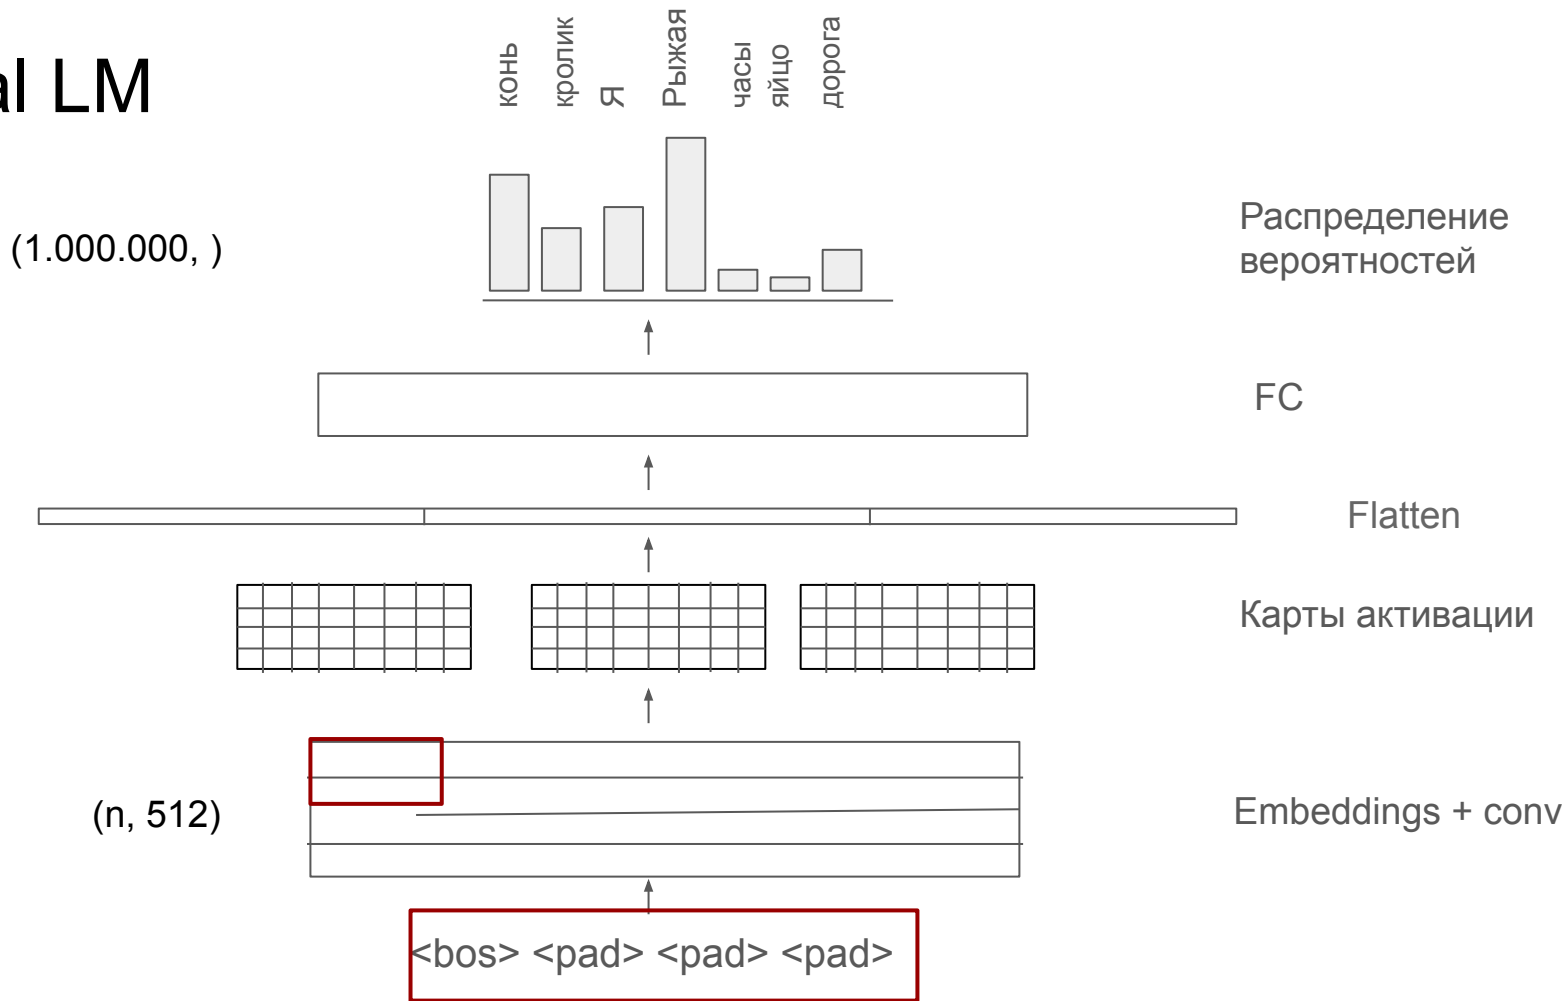 al LM
конь
кролик
Я
Рыжая
часы
яйцо
дорога
(1.000.000, )
Распределение
вероятностей
FC
Flatten
Карты активации
(n, 512)
Embeddings + conv
<bos> <pad> <pad> <pad>